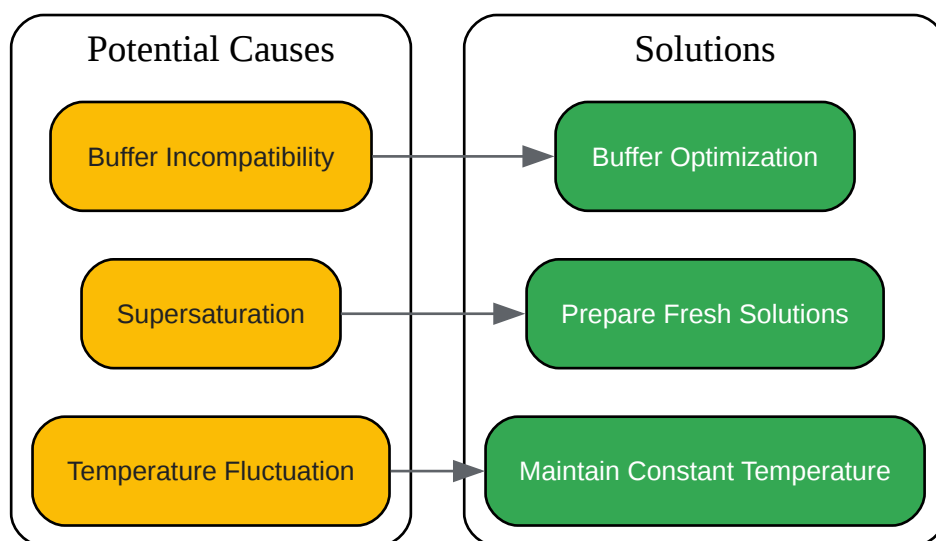 Potential Causes
Solutions
Buffer Incompatibility
Buffer Optimization
Supersaturation
Prepare Fresh Solutions
Temperature Fluctuation
Maintain Constant Temperature